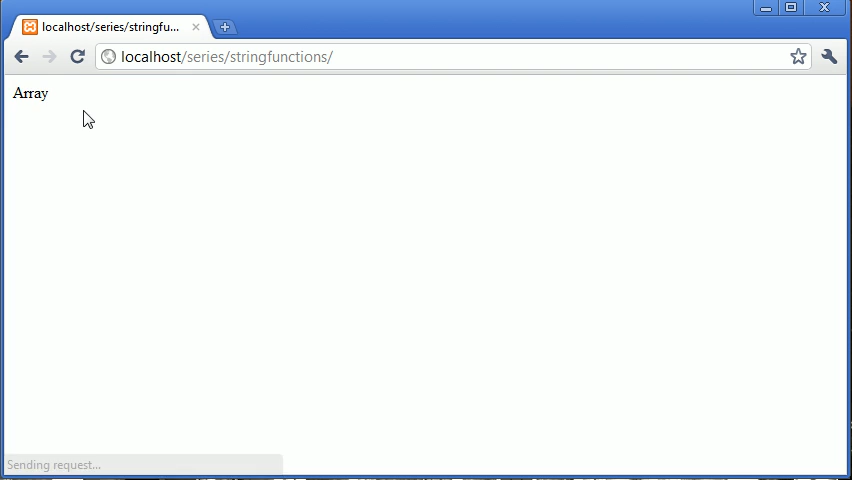 localhost/series/stringfu...
localhost/series/stringfunctions/
Array
Sending request...